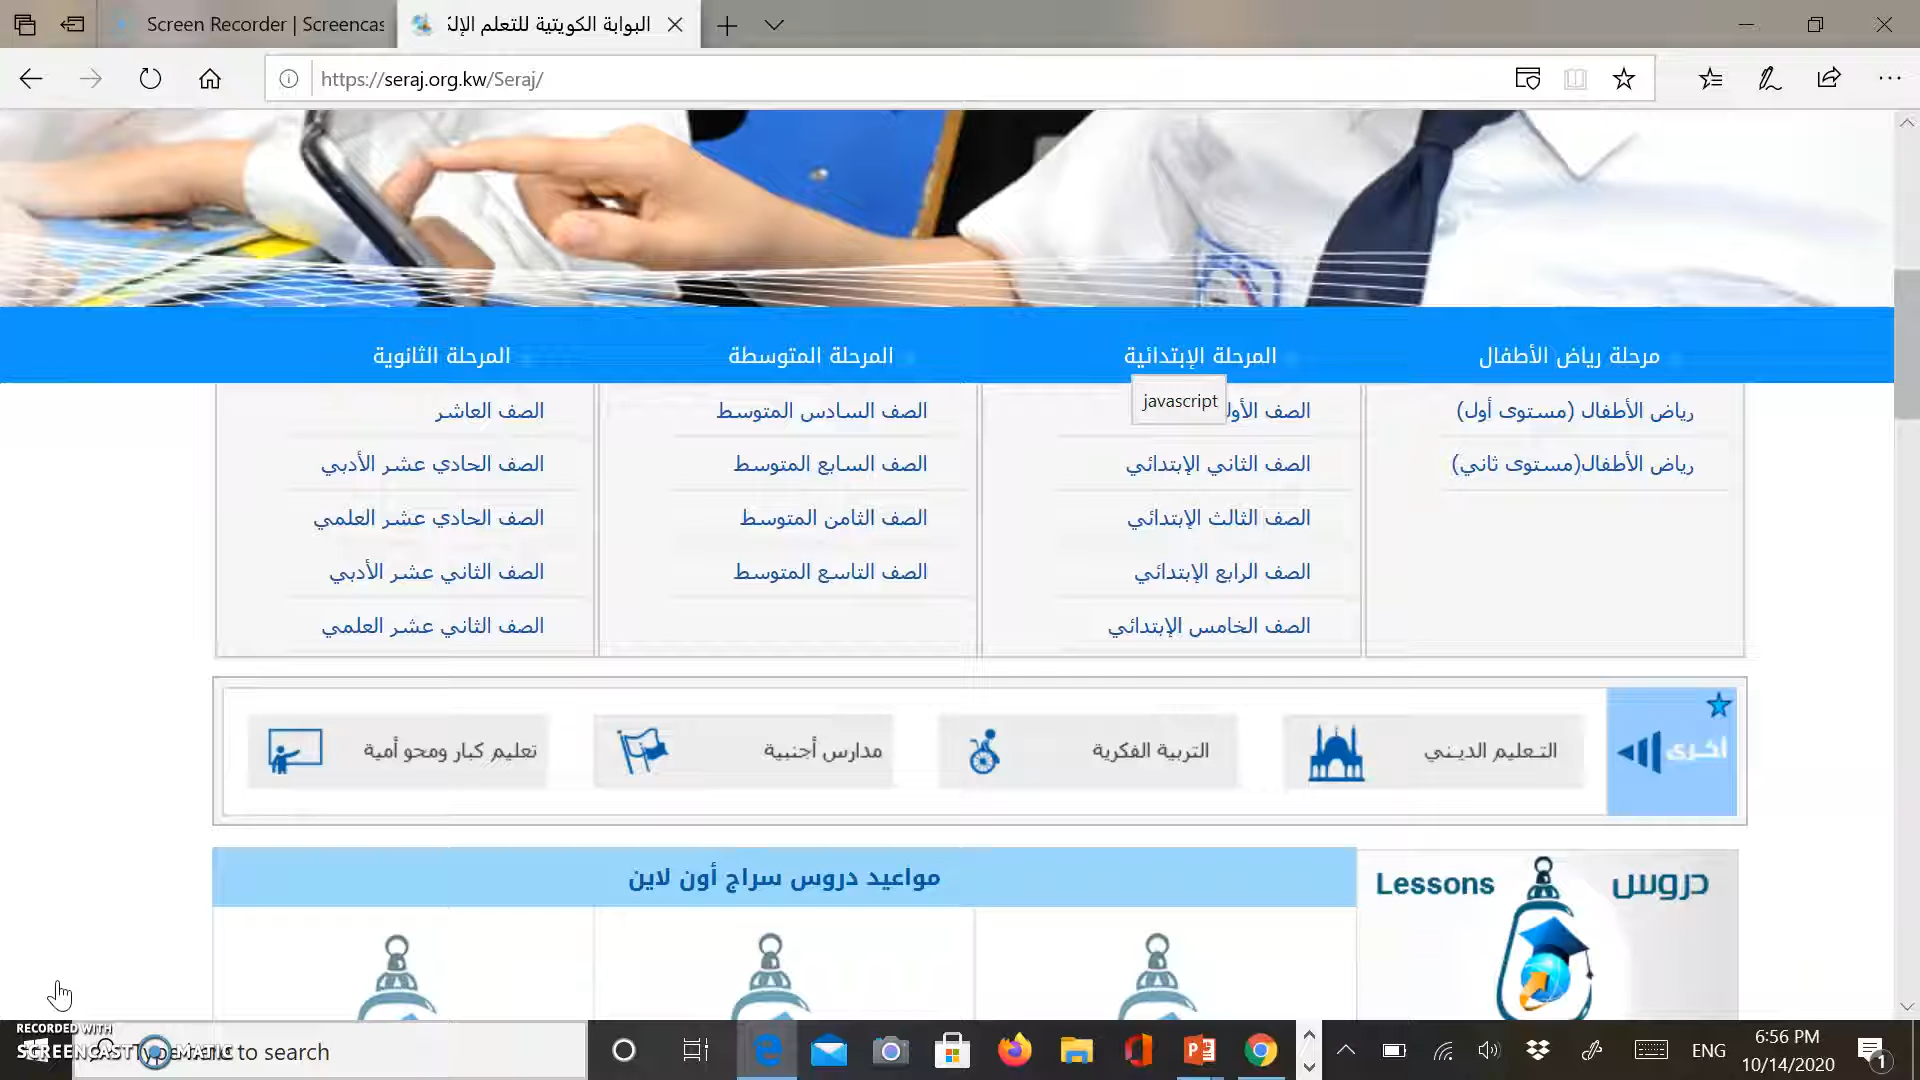 Screen Recorder | Screencas
البوابة الكويتية للتعلم الإلك
https://seraj.org.kw/Seraj/
مرحلة رياض الأطفال
المرحلة الإبتدائية
المرحلة المتوسطة
المرحلة الثانوية
رياض الأطفال (مستوى أول)
رياض الأطفال(مستوى ثاني)
الصف الأول
javascript
الصف الثاني الإبتدائي
الصف الثالث الإبتدائي
الصف الرابع الإبتدائي
الصف الخامس الإبتدائي
الصف السادس المتوسط
الصف السابع المتوسط
الصف الثامن المتوسط
الصف التاسع المتوسط
الصف العاشر
الصف الحادي عشر الأدبي
الصف الحادي عشر العلمي
الصف الثاني عشر الأدبي
الصف الثاني عشر العلمي
أخرى
التعليم الديني
التربية الفكرية
مدارس أجنبية
تعليم كبار ومحو أمية
دروس Lessons
مواعيد دروس سراج أون لاين
RECORDED WITH
SCREENCAST MATIC
to search
ENG
6:56 PM
10/14/2020
1